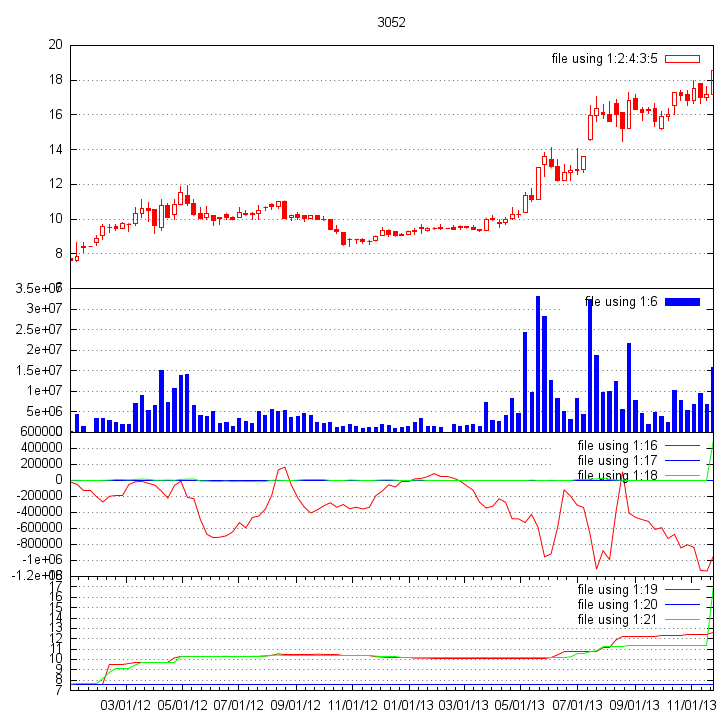 3052
20
file using 1:2:4:3:5
18
16
14
12
10
8
6
3.5e+07
file using 1:6
3e+07
2.5e+07
2e+07
1.5e+07
1e+07
5e+06
0
600000
400000
file using 1:16
200000
file using 1:17
0
file using 1:18
-200000
-400000
-600000
-800000
-1e+06
-1.2e+06
18
17
file using 1:19
16
15
file using 1:20
14
file using 1:21
13
12
11
10
9
8
7
03/01/12 05/01/12 07/01/12 09/01/12 11/01/12 01/01/13 03/01/13 05/01/13 07/01/13 09/01/13 11/01/13